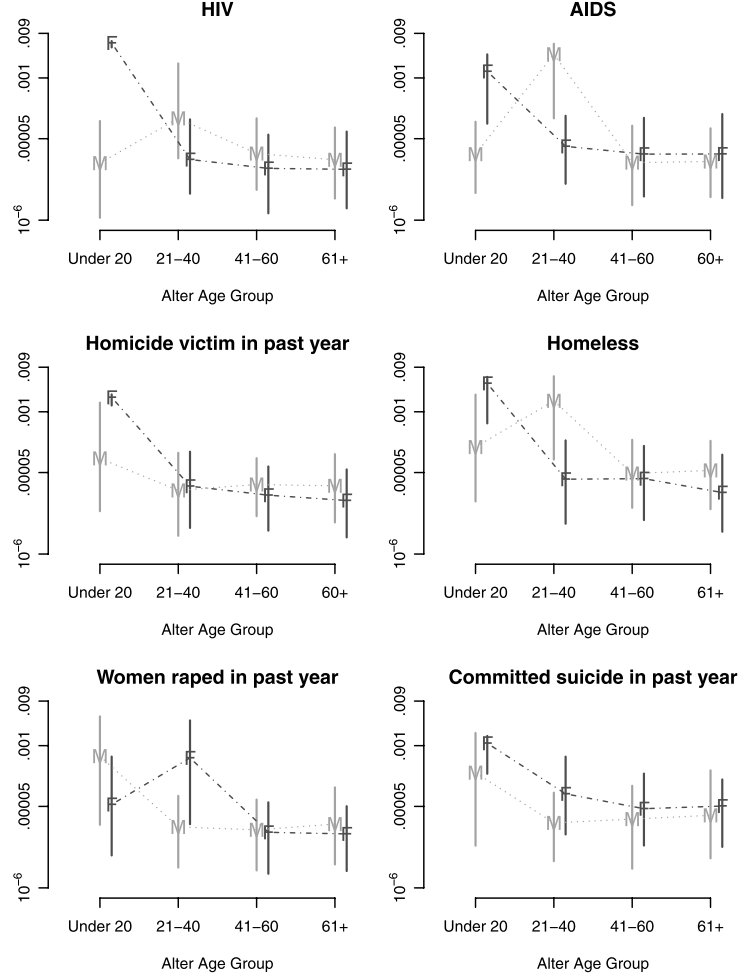 HIV
.009
.001
.00005
10−6
Under 20 21−40 41−60 61+
Alter Age Group
M M M M
F F F F
AIDS
.009
.001
.00005
10−6
Under 20 21−40 41−60 60+
Alter Age Group
M M M M
F F F F
Homicide victim in past year
.009
.001
.00005
10−6
Under 20 21−40 41−60 60+
Alter Age Group
M M M M
F F F F
Homeless
.009
.001
.00005
10−6
Under 20 21−40 41−60 61+
Alter Age Group
M M M M
F F F F
Women raped in past year
.009
.001
.00005
10−6
Under 20 21−40 41−60 61+
Alter Age Group
M M M M
F F F F
Committed suicide in past year
.009
.001
.00005
10−6
Under 20 21−40 41−60 61+
Alter Age Group
M M M M
F F F F